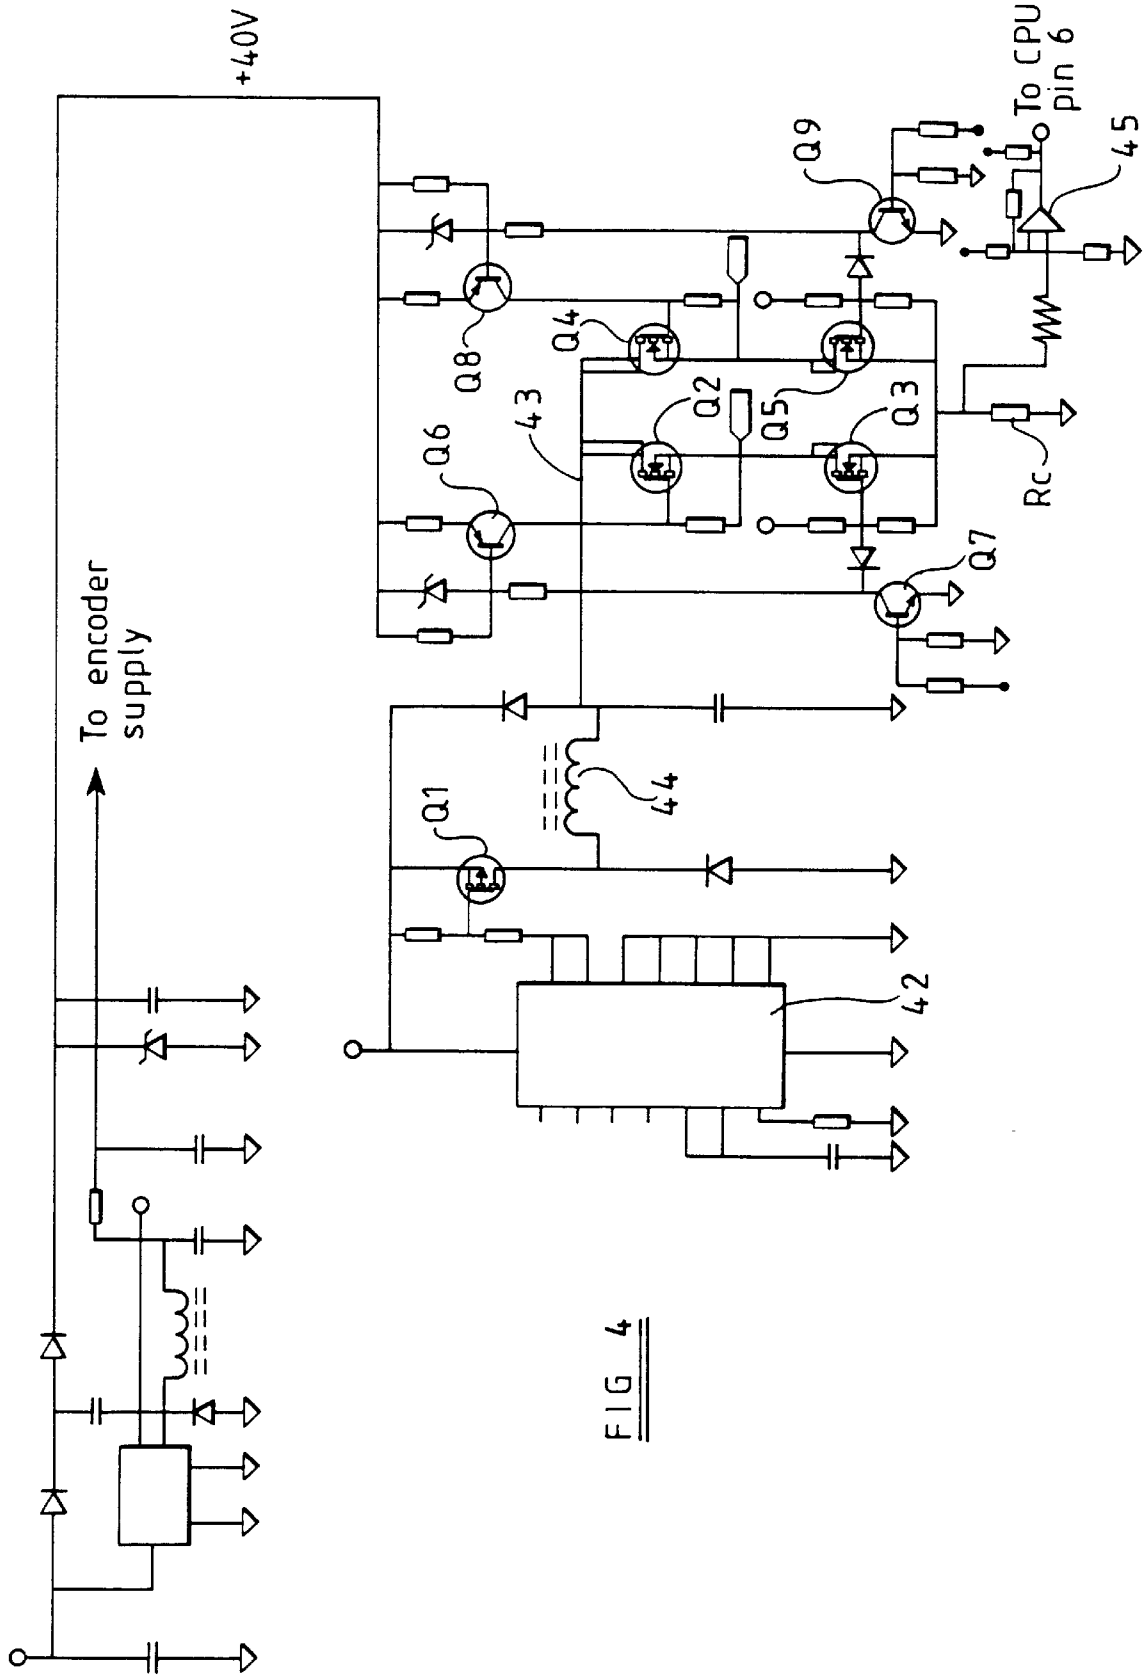 +40V
To encoder
supply
To CPU
pin 6
Q9
45
Q8
Q4
43
Q2
Q5
Q3
Q6
Rc
Q7
Q1
44
42
FIG 4